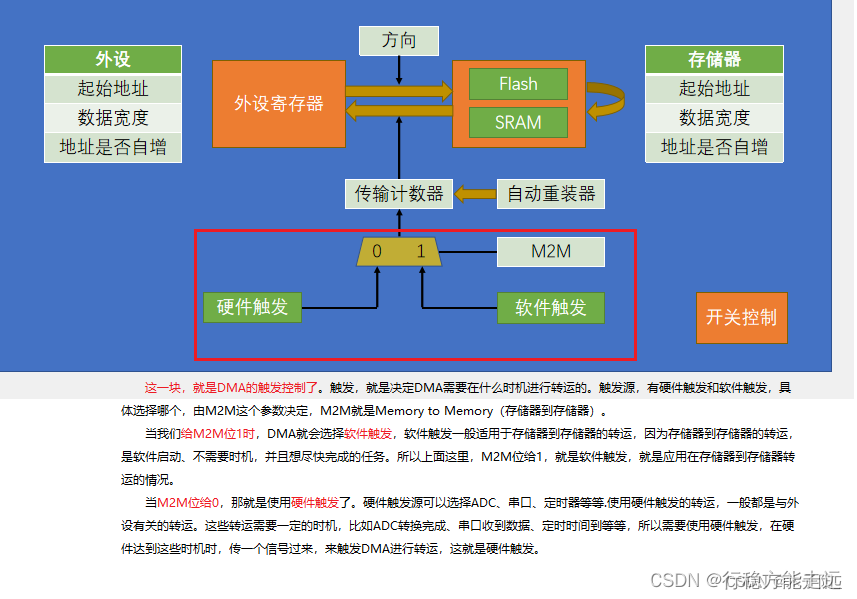 方向
外设
起始地址
数据宽度
地址是否自增
外设寄存器
Flash
SRAM
存储器
起始地址
数据宽度
地址是否自增
传输计数器
自动重装器
0 1
M2M
硬件触发
软件触发
开关控制
这一块，就是DMA的触发控制了。触发，就是决定DMA需要在什么时机进行转运的。触发源，有硬件触发和软件触发，具
体选择哪个，由M2M这个参数决定，M2M就是Memory to Memory（存储器到存储器）。
当我们给M2M位1时，DMA就会选择软件触发，软件触发一般适用于存储器到存储器的转运，因为存储器到存储器的转运，
是软件启动、不需要时机，并且想尽快完成的任务。所以上面这里，M2M位给1，就是软件触发，就是应用在存储器到存储器转
运的情况。
当M2M位给0，那就是使用硬件触发了。硬件触发源可以选择ADC、串口、定时器等等.使用硬件触发的转运，一般都是与外
设有关的转运。这些转运需要一定的时机，比如ADC转换完成、串口收到数据、定时时间到等等，所以需要使用硬件触发，在硬
件达到这些时机时，传一个信号过来，来触发DMA进行转运，这就是硬件触发。
CSDN @行稳方能走远